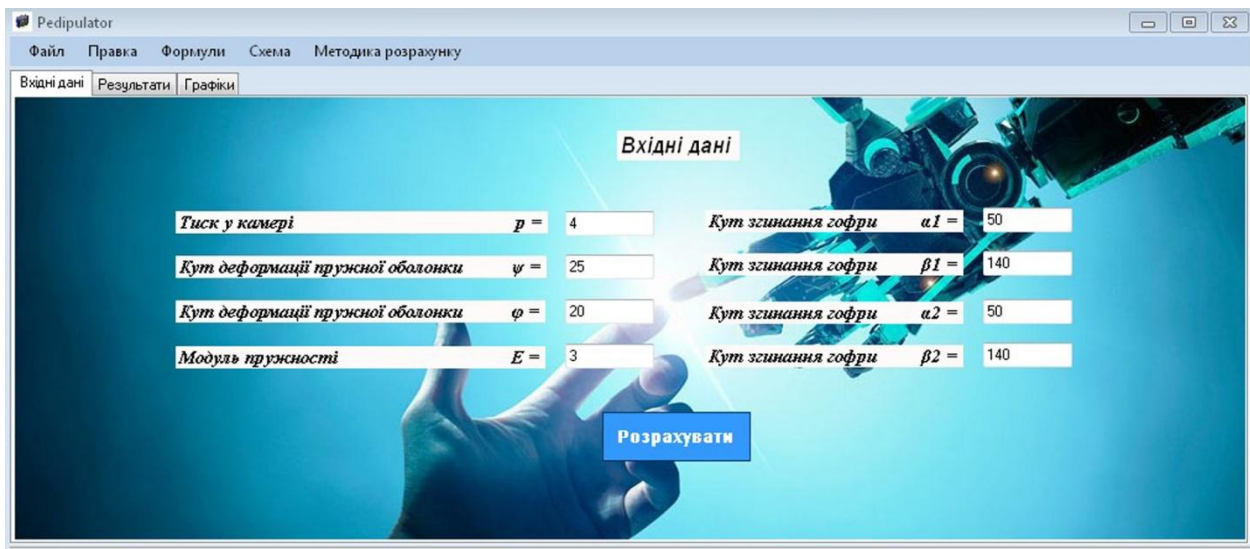 Pedipulator
Файл Правка Формули Схема Методика розрахунку
Вхідні дані Результати Графіки
Вхідні дані
Тиск у камері p = 4
Кут згинання гофри α1 = 50
Кут деформації пружної оболонки ψ = 25
Кут згинання гофри β1 = 140
Кут деформації пружної оболонки φ = 20
Кут згинання гофри α2 = 50
Модуль пружності E = 3
Кут згинання гофри β2 = 140
Розрахувати